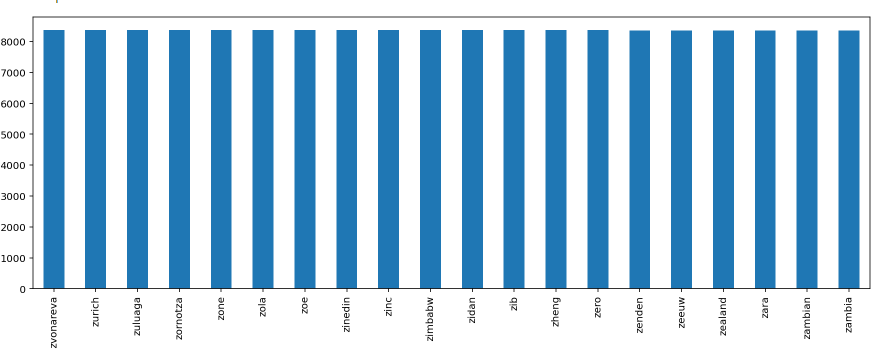 8000
7000
6000
5000
4000
3000
2000
1000
0
zvonareva
zurich
zuluaga
zornotza
zone
zola
zoe
zinedin
zinc
zimbabw
zidan
zib
zheng
zero
zenden
zeeuw
zealand
zara
zambian
zambia